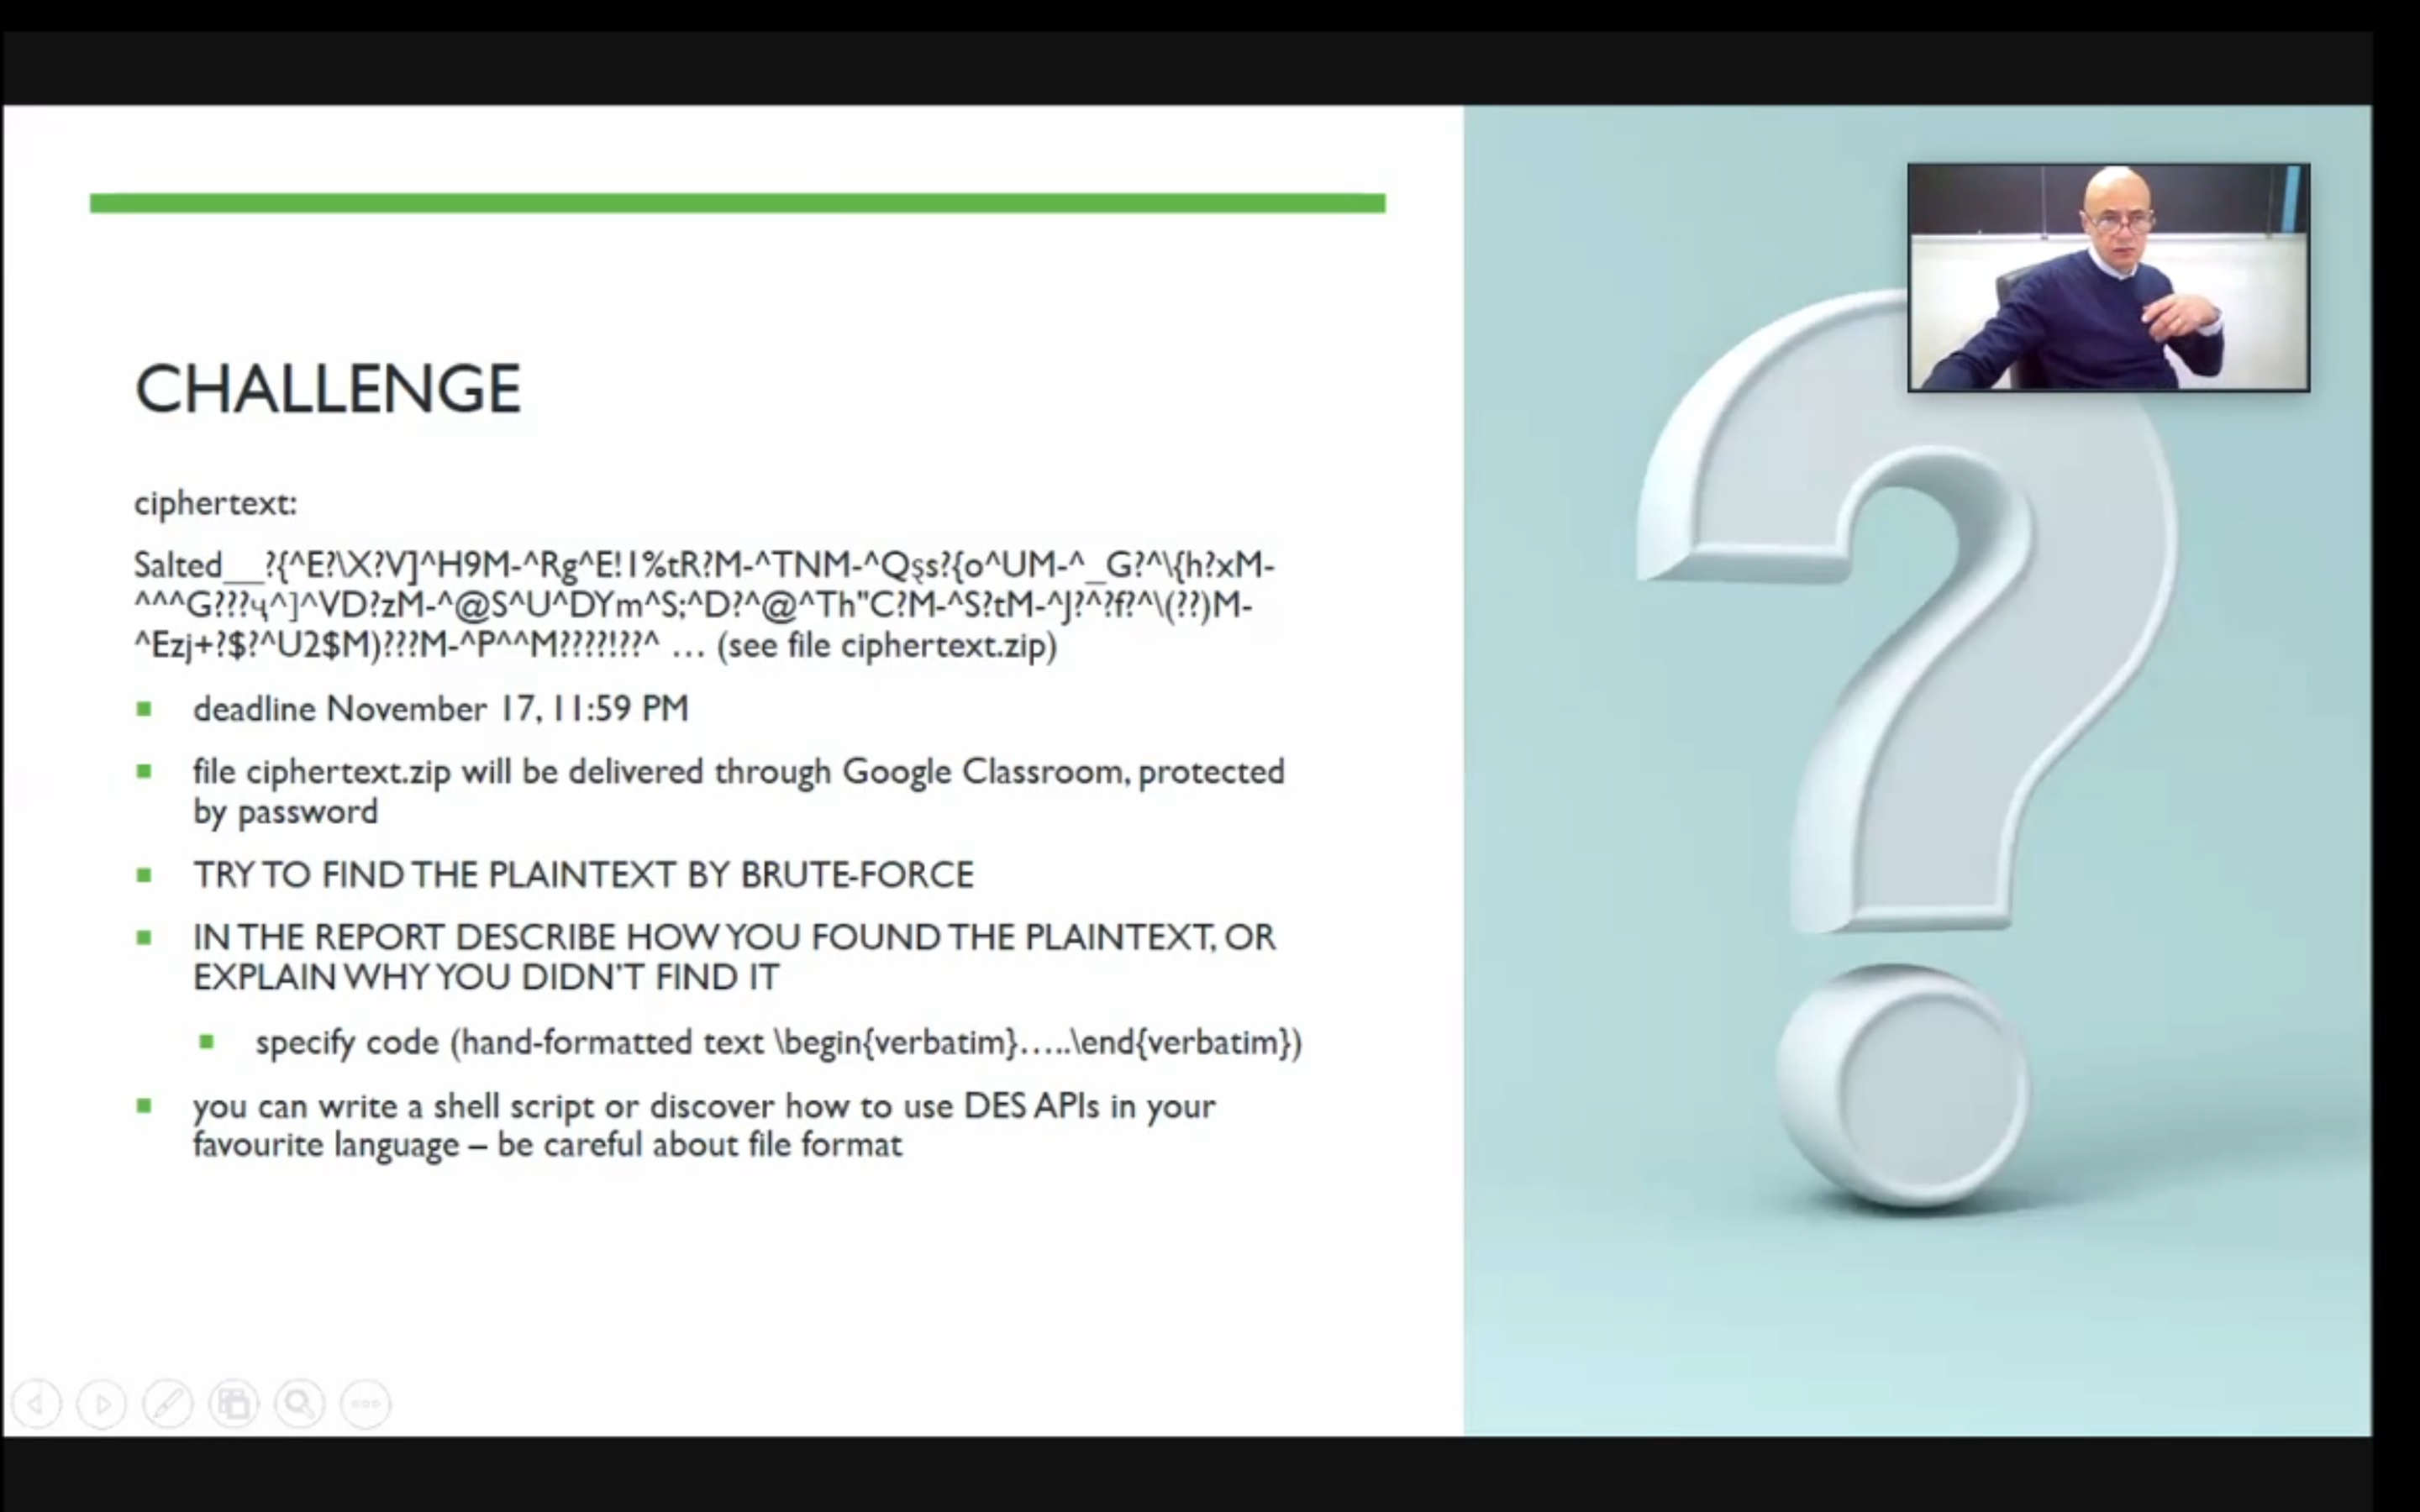 CHALLENGE
ciphertext:
Salted__?{^E?\X?V]^H9M-^Rg^E!1%tR?M-^TNM-^Qşs?{o^UM-^_G?^\{h?xM-
^^^G???ч^]^VD?zM-^@S^U^DYm^S;^D?^@^Th"C?M-^S?tM-^J?^?f?^\(??)M-
^Ezj+?$?^U2$M)???M-^P^^M????!??^ … (see file ciphertext.zip)
▪ deadline November 17, 11:59 PM
▪ file ciphertext.zip will be delivered through Google Classroom, protected
by password
▪ TRY TO FIND THE PLAINTEXT BY BRUTE-FORCE
▪ IN THE REPORT DESCRIBE HOW YOU FOUND THE PLAINTEXT, OR
EXPLAIN WHY YOU DIDN'T FIND IT
▪ specify code (hand-formatted text \begin{verbatim}…..\end{verbatim})
▪ you can write a shell script or discover how to use DES APIs in your
favourite language – be careful about file format